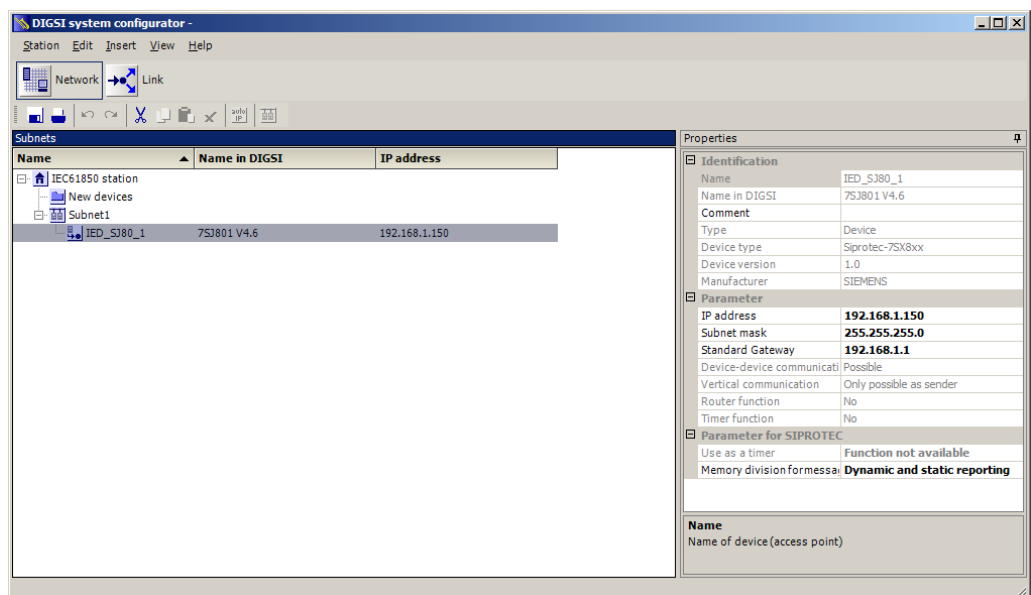 DIGSI system configurator -
Station Edit Insert View Help
Network Link
auto IP
Subnets
Name Name in DIGSI IP address
IEC61850 station
New devices
Subnet1
IED_SJ80_1 7SJ801 V4.6 192.168.1.150
Properties
Identification
Name IED_SJ80_1
Name in DIGSI 7SJ801 V4.6
Comment
Type Device
Device type Siprotec-7SX8xx
Device version 1.0
Manufacturer SIEMENS
Parameter
IP address 192.168.1.150
Subnet mask 255.255.255.0
Standard Gateway 192.168.1.1
Device-device communicati Possible
Vertical communication Only possible as sender
Router function No
Timer function No
Parameter for SIPROTEC
Use as a timer Function not available
Memory division for messa Dynamic and static reporting
Name
Name of device (access point)